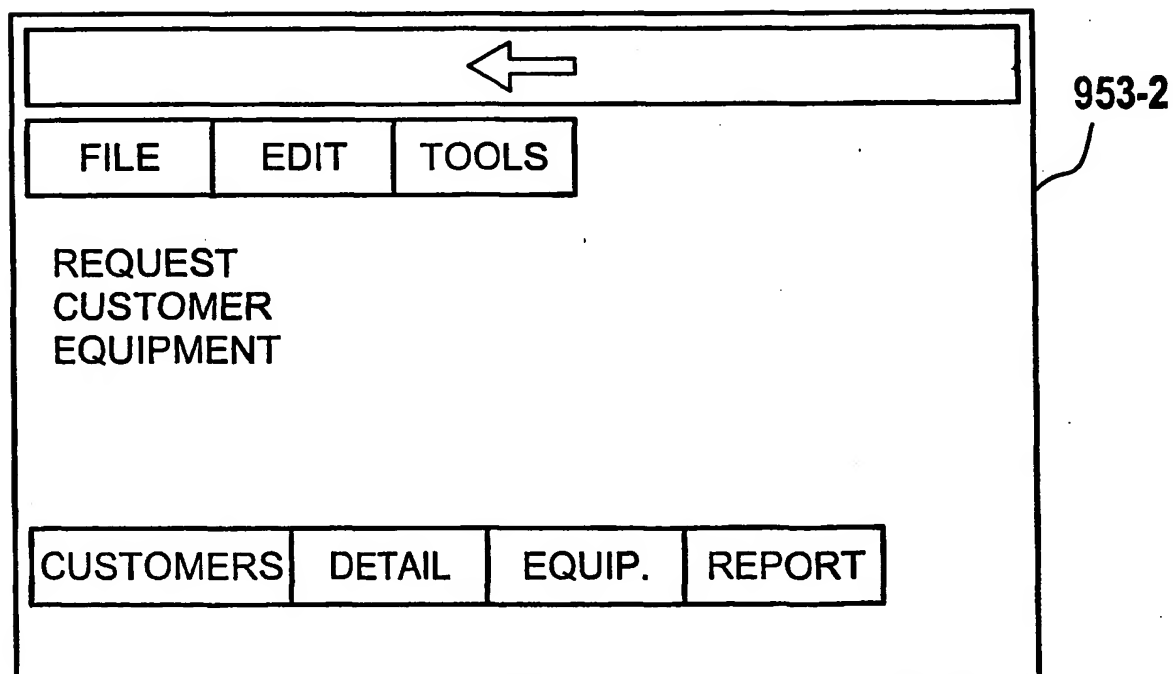 953-2
FILE EDIT TOOLS
REQUEST
CUSTOMER
EQUIPMENT
CUSTOMERS DETAIL EQUIP. REPORT